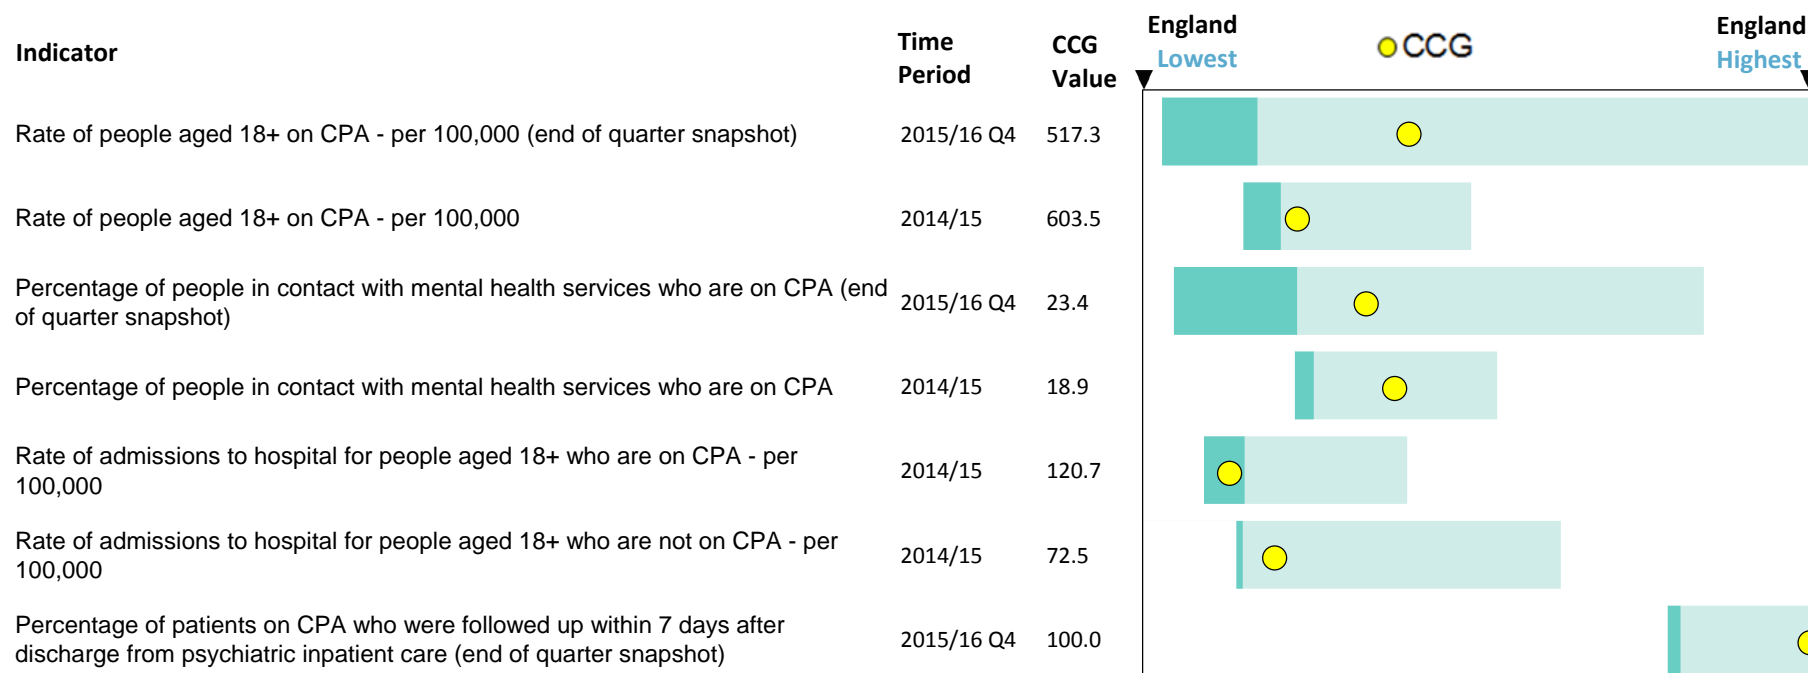 Indicator
Time
Period
CCG
Value
England
Lowest
CCG
England
Highest
Rate of people aged 18+ on CPA - per 100,000 (end of quarter snapshot)
2015/16 Q4
517.3
Rate of people aged 18+ on CPA - per 100,000
2014/15
603.5
Percentage of people in contact with mental health services who are on CPA (end
of quarter snapshot)
2015/16 Q4
23.4
Percentage of people in contact with mental health services who are on CPA
2014/15
18.9
Rate of admissions to hospital for people aged 18+ who are on CPA - per
100,000
2014/15
120.7
Rate of admissions to hospital for people aged 18+ who are not on CPA - per
100,000
2014/15
72.5
Percentage of patients on CPA who were followed up within 7 days after
discharge from psychiatric inpatient care (end of quarter snapshot)
2015/16 Q4
100.0